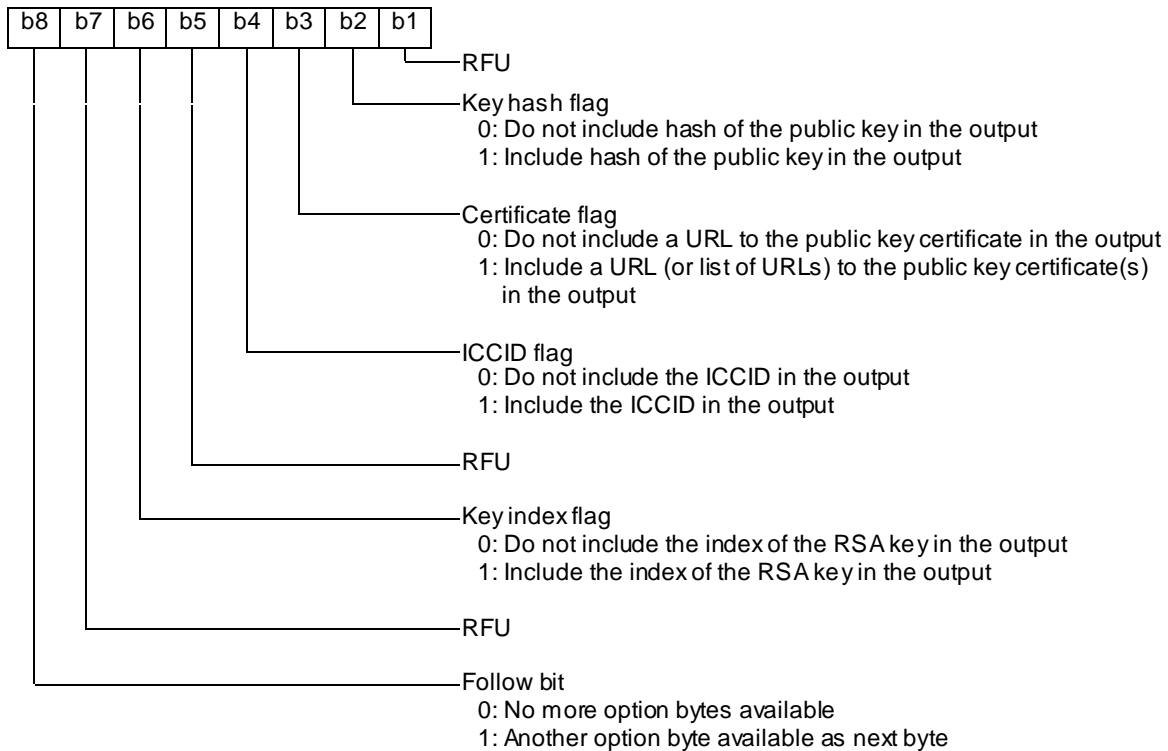 b8 b7 b6 b5 b4 b3 b2 b1
RFU
Key hash flag
0: Do not include hash of the public key in the output
1: Include hash of the public key in the output
Certificate flag
0: Do not include a URL to the public key certificate in the output
1: Include a URL (or list of URLs) to the public key certificate(s)
in the output
ICCID flag
0: Do not include the ICCID in the output
1: Include the ICCID in the output
RFU
Key index flag
0: Do not include the index of the RSA key in the output
1: Include the index of the RSA key in the output
RFU
Follow bit
0: No more option bytes available
1: Another option byte available as next byte